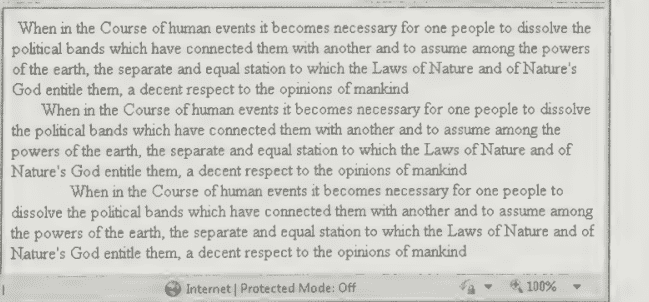 When in the Course of human events it becomes necessary for one people to dissolve the
political bands which have connected them with another and to assume among the powers
of the earth, the separate and equal station to which the Laws of Nature and of Nature's
God entitle them, a decent respect to the opinions of mankind
When in the Course of human events it becomes necessary for one people to dissolve
the political bands which have connected them with another and to assume among the
powers of the earth, the separate and equal station to which the Laws of Nature and of
Nature's God entitle them, a decent respect to the opinions of mankind
When in the Course of human events it becomes necessary for one people to
dissolve the political bands which have connected them with another and to assume among
the powers of the earth, the separate and equal station to which the Laws of Nature and of
Nature's God entitle them, a decent respect to the opinions of mankind
Internet | Protected Mode: Off 100%